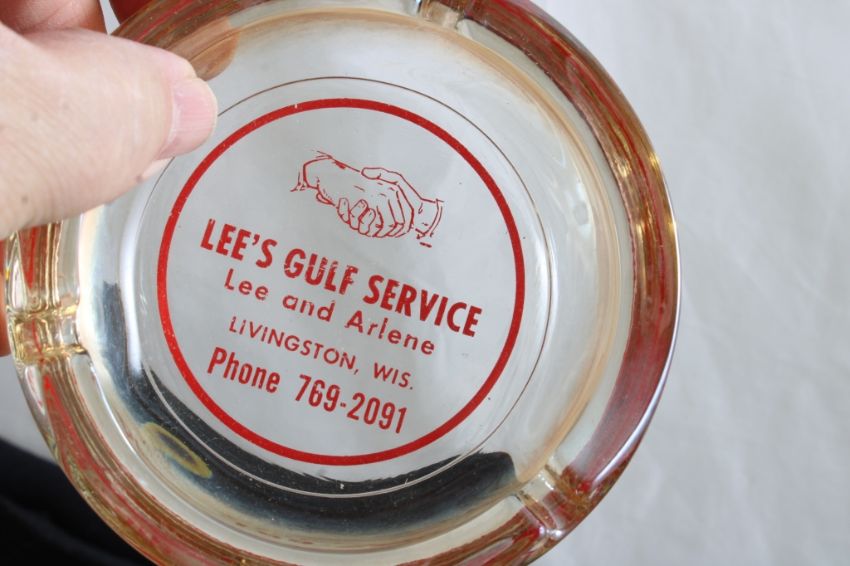 LEE'S GULF SERVICE
Lee and Arlene
LIVINGSTON, WIS.
Phone 769-2091